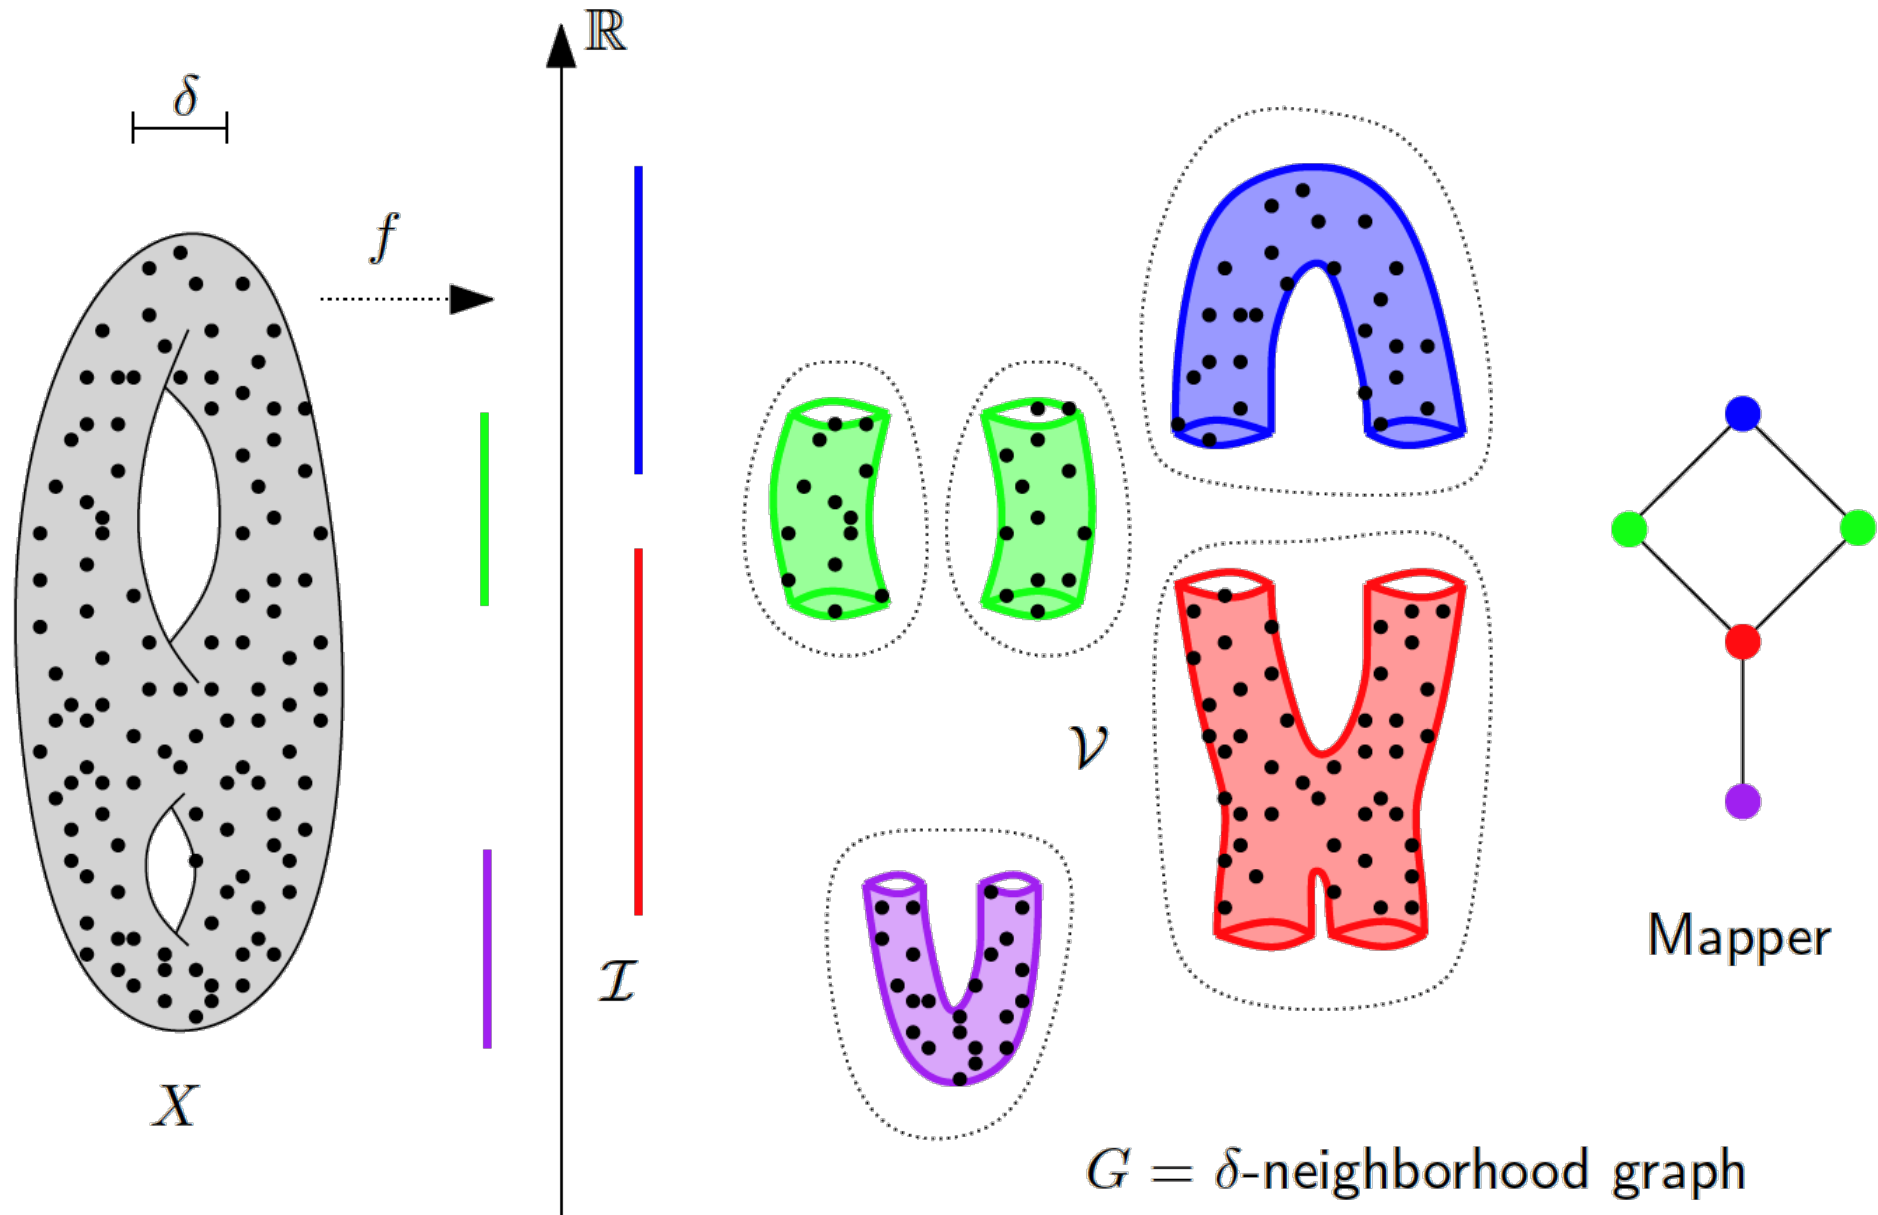 ℝ
δ
f
𝒱
Mapper
ℐ
X
G = δ-neighborhood graph